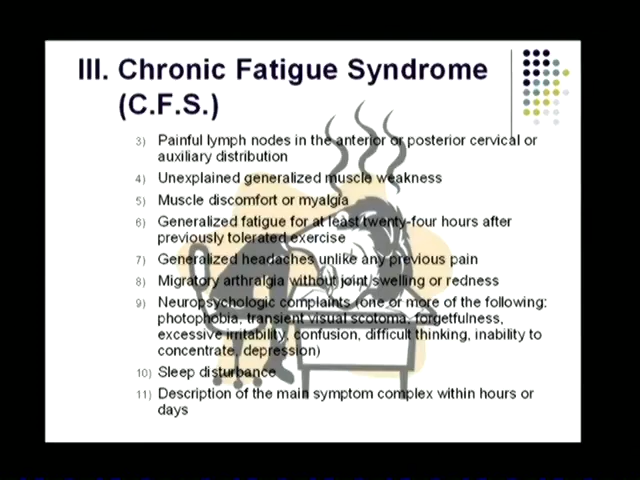 III. Chronic Fatigue Syndrome
(C.F.S.)
3) Painful lymph nodes in the anterior or posterior cervical or
auxiliary distribution
4) Unexplained generalized muscle weakness
5) Muscle discomfort or myalgia
6) Generalized fatigue for at least twenty-four hours after
previously tolerated exercise
7) Generalized headaches unlike any previous pain
8) Migratory arthralgia without joint swelling or redness
9) Neuropsychologic complaints (one or more of the following:
photophobia, transient visual scotoma, forgetfulness,
excessive irritability, confusion, difficult thinking, inability to
concentrate, depression)
10) Sleep disturbance
11) Description of the main symptom complex within hours or
days